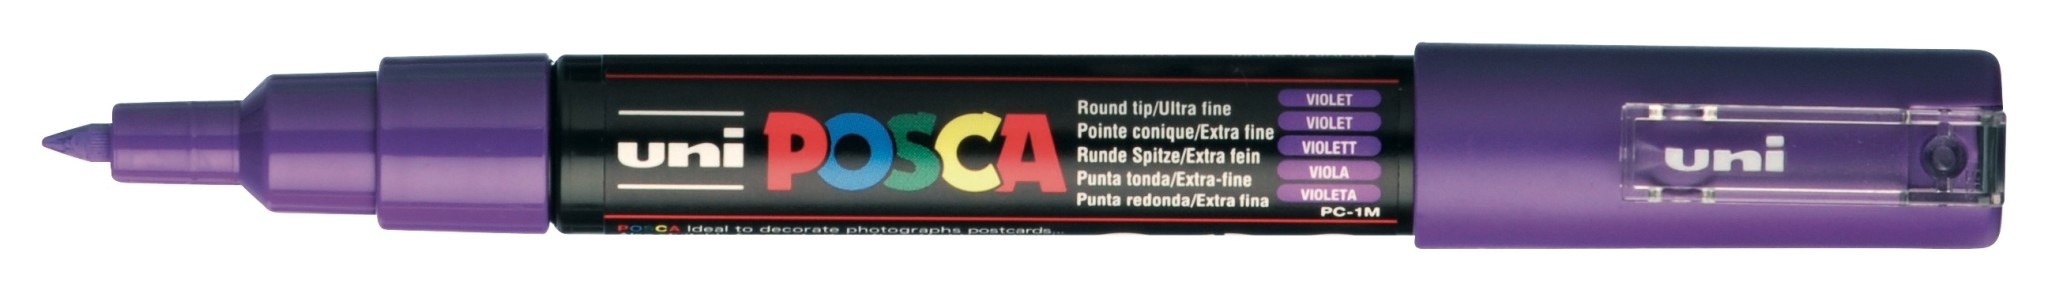 uni POSCA
Round tip/Ultra fine VIOLET
Pointe conique/Extra fine VIOLET
Runde Spitze/Extra fein VIOLETT
Punta tonda/Extra-fine VIOLA
Punta redonda/Extra fina VIOLETA
PC-1M
POSCA Ideal to decorate photographs postcards...
uni